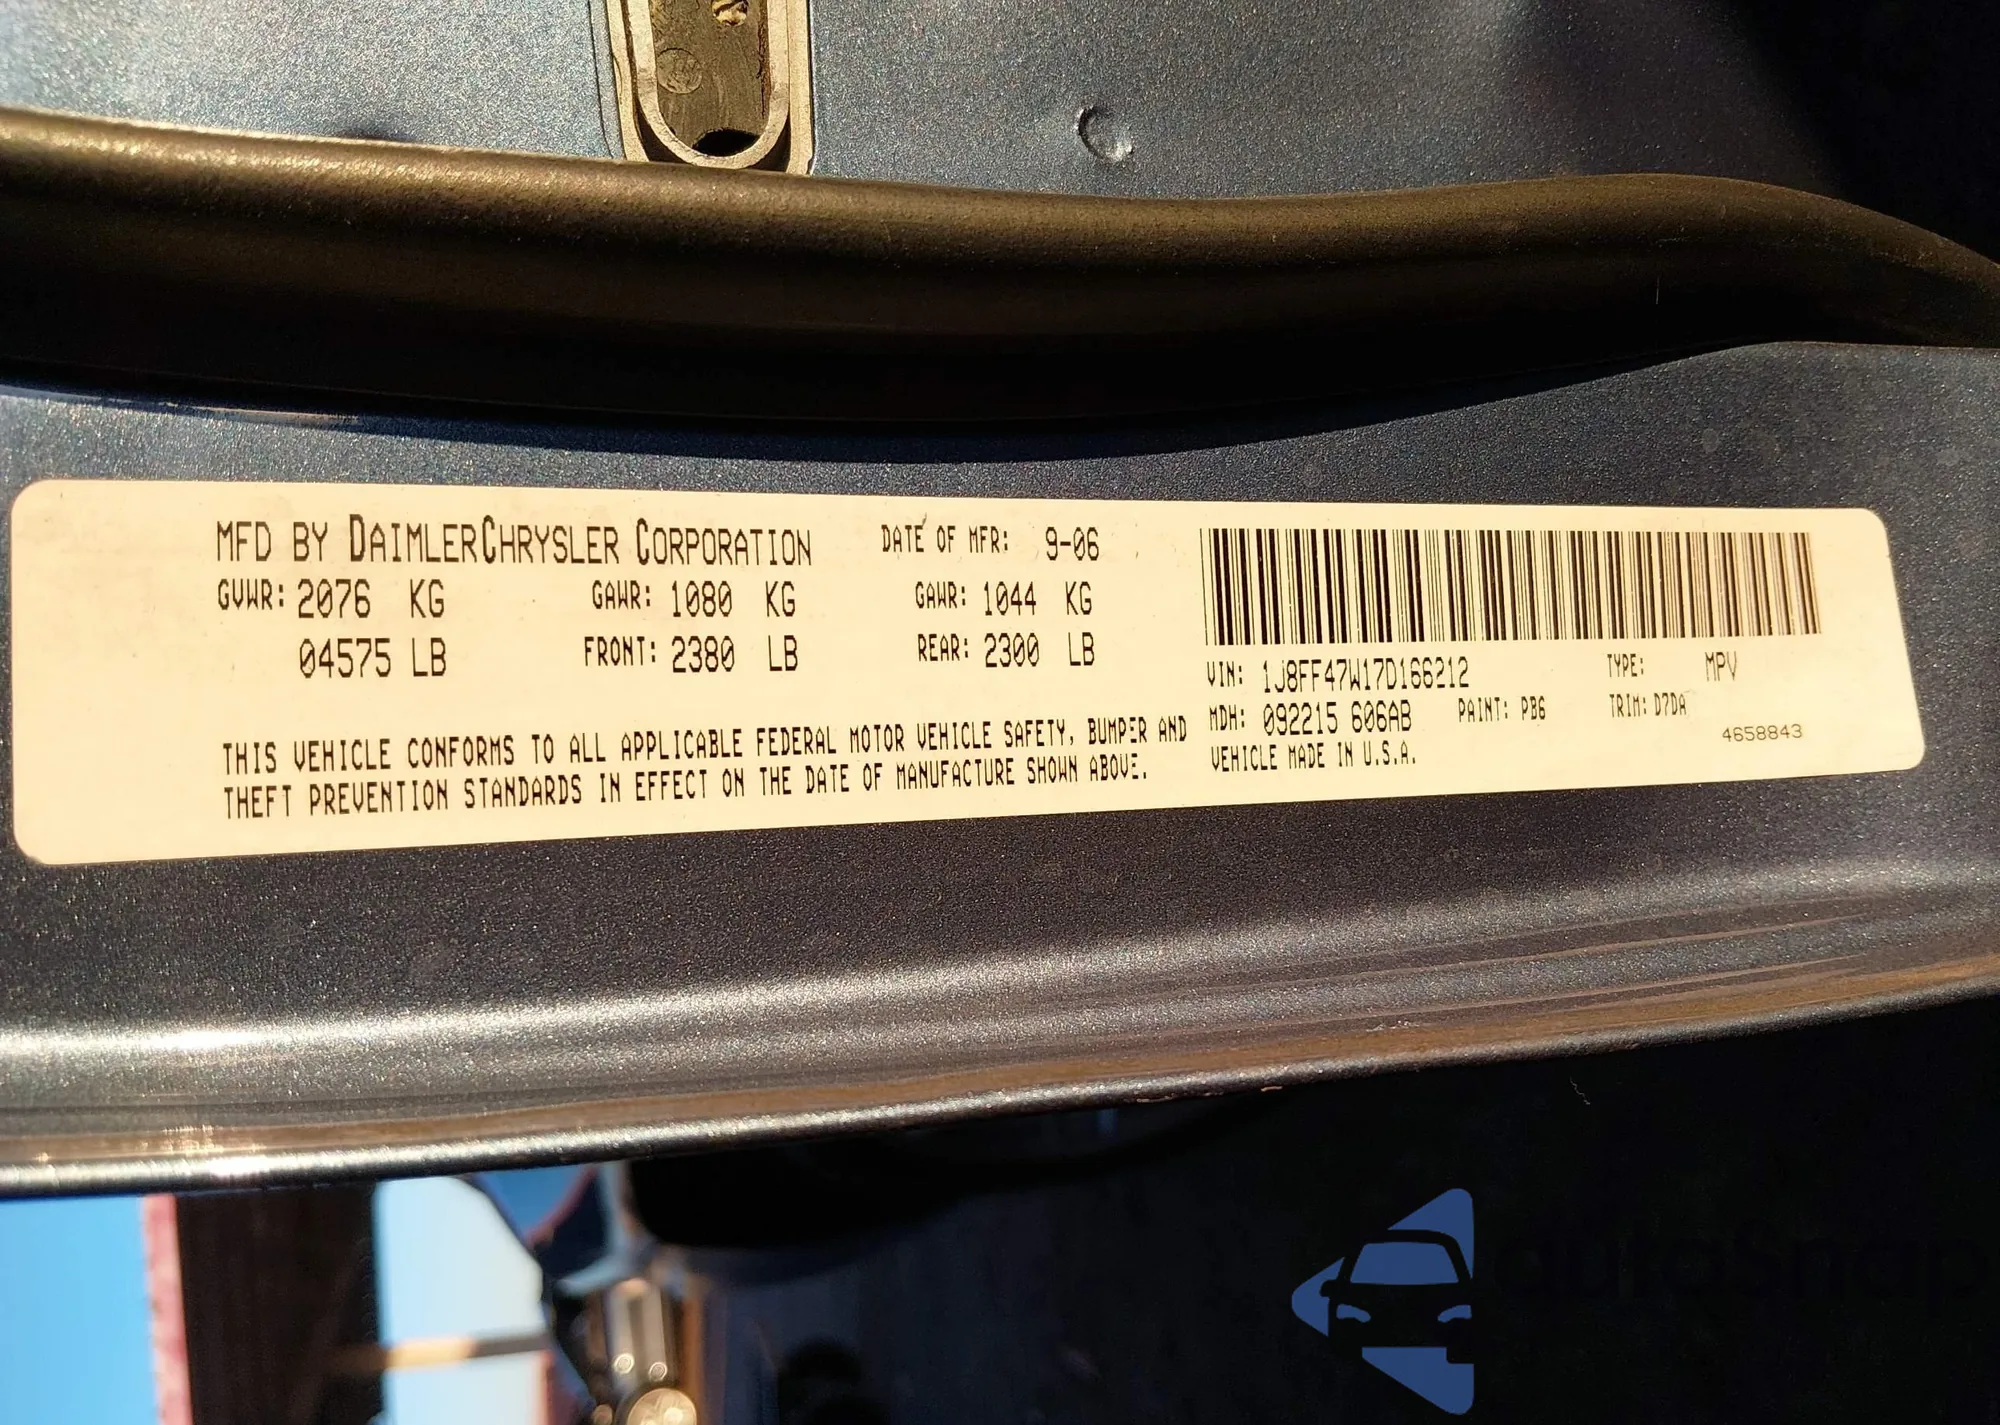 MFD BY DAIMLERCHRYSLER CORPORATION DATE OF MFR: 9-06
GVWR: 2076 KG GAWR: 1080 KG GAWR: 1044 KG
04575 LB FRONT: 2380 LB REAR: 2300 LB
THIS VEHICLE CONFORMS TO ALL APPLICABLE FEDERAL MOTOR VEHICLE SAFETY, BUMPER AND
THEFT PREVENTION STANDARDS IN EFFECT ON THE DATE OF MANUFACTURE SHOWN ABOVE.
VIN: 1J8FF47W17D166212 TYPE: MPV
MDH: 092215 606AB PAINT: PB6 TRIM: D7DA
VEHICLE MADE IN U.S.A. 4658843